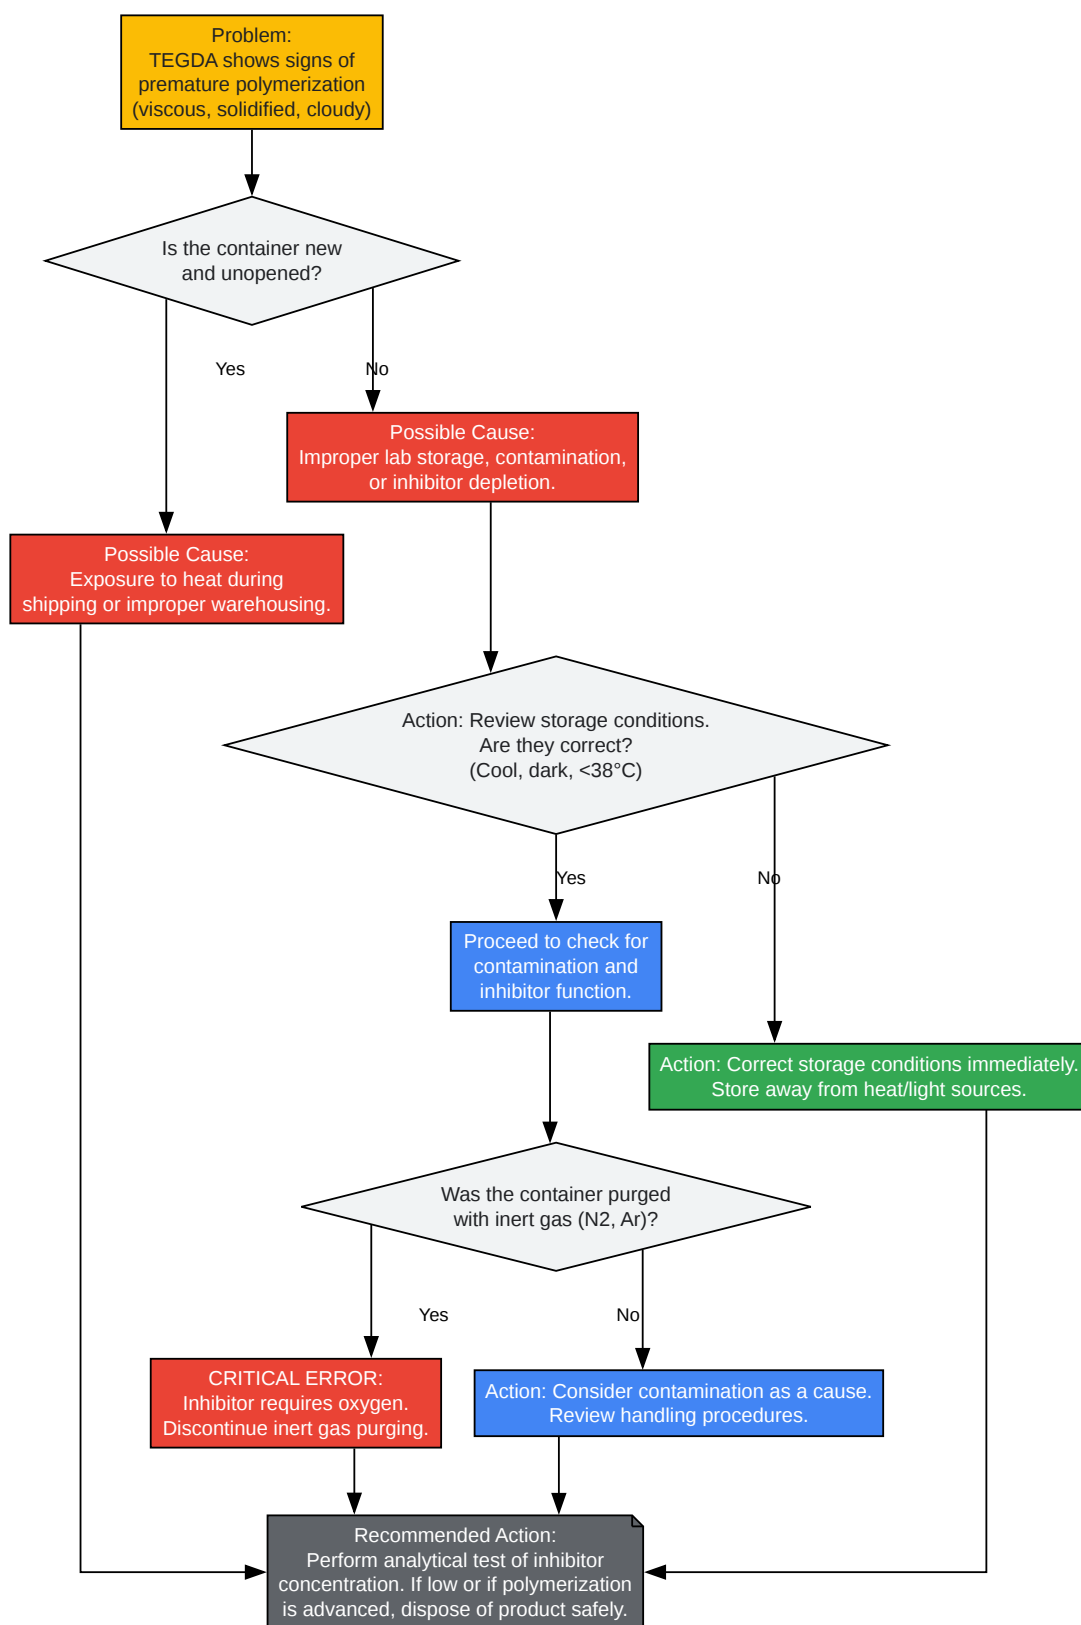 Problem:
TEGDA shows signs of
premature polymerization
(viscous, solidified, cloudy)
Is the container new
and unopened?
Yes
No
Possible Cause:
Improper lab storage, contamination,
or inhibitor depletion.
Possible Cause:
Exposure to heat during
shipping or improper warehousing.
Action: Review storage conditions.
Are they correct?
(Cool, dark, <38°C)
Yes
No
Proceed to check for
contamination and
inhibitor function.
Action: Correct storage conditions immediately.
Store away from heat/light sources.
Was the container purged
with inert gas (N2, Ar)?
Yes
No
CRITICAL ERROR:
Inhibitor requires oxygen.
Discontinue inert gas purging.
Action: Consider contamination as a cause.
Review handling procedures.
Recommended Action:
Perform analytical test of inhibitor
concentration. If low or if polymerization
is advanced, dispose of product safely.